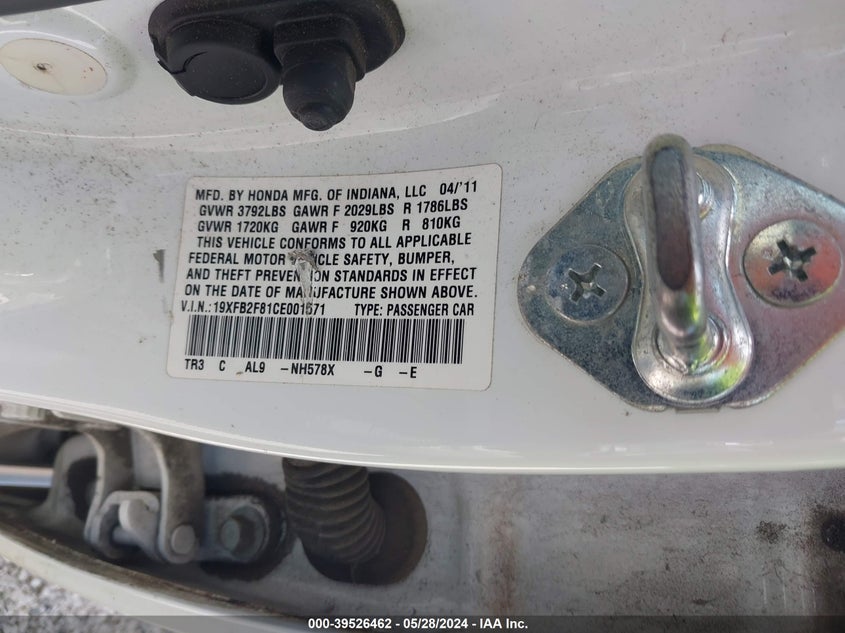 MFD. BY HONDA MFG. OF INDIANA, LLC 04/'11
GVWR 3792LBS GAWR F 2029LBS R 1786LBS
GVWR 1720KG GAWR F 920KG R 810KG
THIS VEHICLE CONFORMS TO ALL APPLICABLE
FEDERAL MOTOR SAFETY, BUMPER,
AND THEFT PREVENTION STANDARDS IN EFFECT
ON THE DATE OF MANUFACTURE SHOWN ABOVE.
V.I.N.:19XFB2F81CE001571 TYPE: PASSENGER CAR
TR3 C AL9 -NH578X -G -E
000-39526462 - 05/28/2024 - IAA Inc.